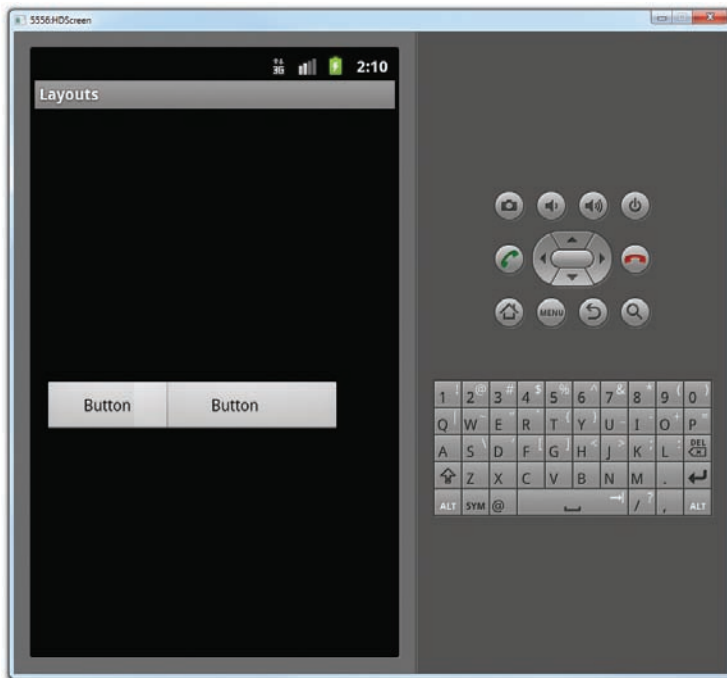 5556:HDScreen
3G 2:10
Layouts
Button Button
MENU
1 ! 2 @ 3 # 4 $ 5 % 6 ^ 7 & 8 * 9 ( 0 )
Q | W ~ E " R ` T { Y } U _ I - O + P "
A S \ D ' F [ G ] H < J > K ; L : DEL
Z X C V B N M .
ALT SYM @ / ? , ALT